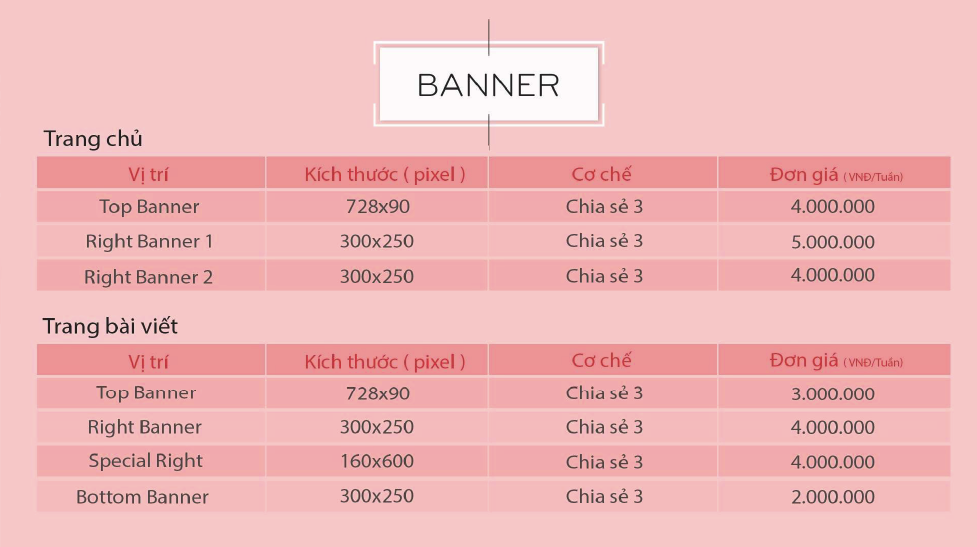 BANNER
Trang chủ
Vị trí Kích thước ( pixel ) Cơ chế Đơn giá ( VNĐ/Tuần)
Top Banner 728x90 Chia sẻ 3 4.000.000
Right Banner 1 300x250 Chia sẻ 3 5.000.000
Right Banner 2 300x250 Chia sẻ 3 4.000.000
Trang bài viết
Vị trí Kích thước ( pixel ) Cơ chế Đơn giá ( VNĐ/Tuần)
Top Banner 728x90 Chia sẻ 3 3.000.000
Right Banner 300x250 Chia sẻ 3 4.000.000
Special Right 160x600 Chia sẻ 3 4.000.000
Bottom Banner 300x250 Chia sẻ 3 2.000.000